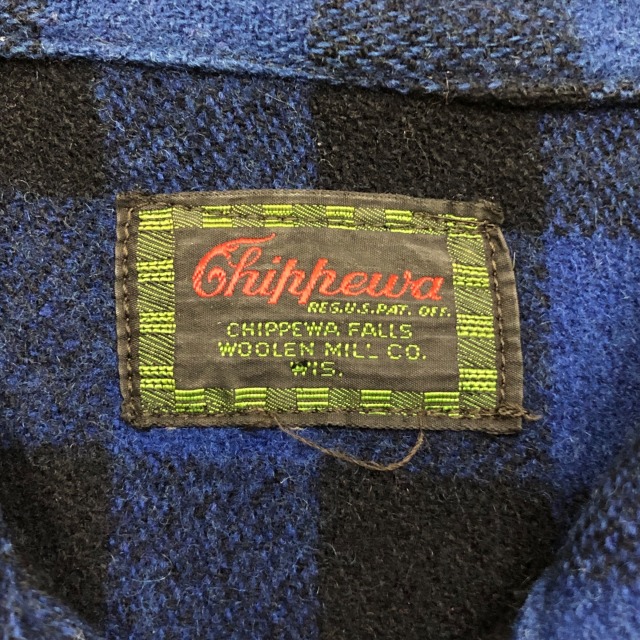 Chippewa
REG.U.S.PAT. OFF.
CHIPPEWA FALLS
WOOLEN MILL CO.
WIS.